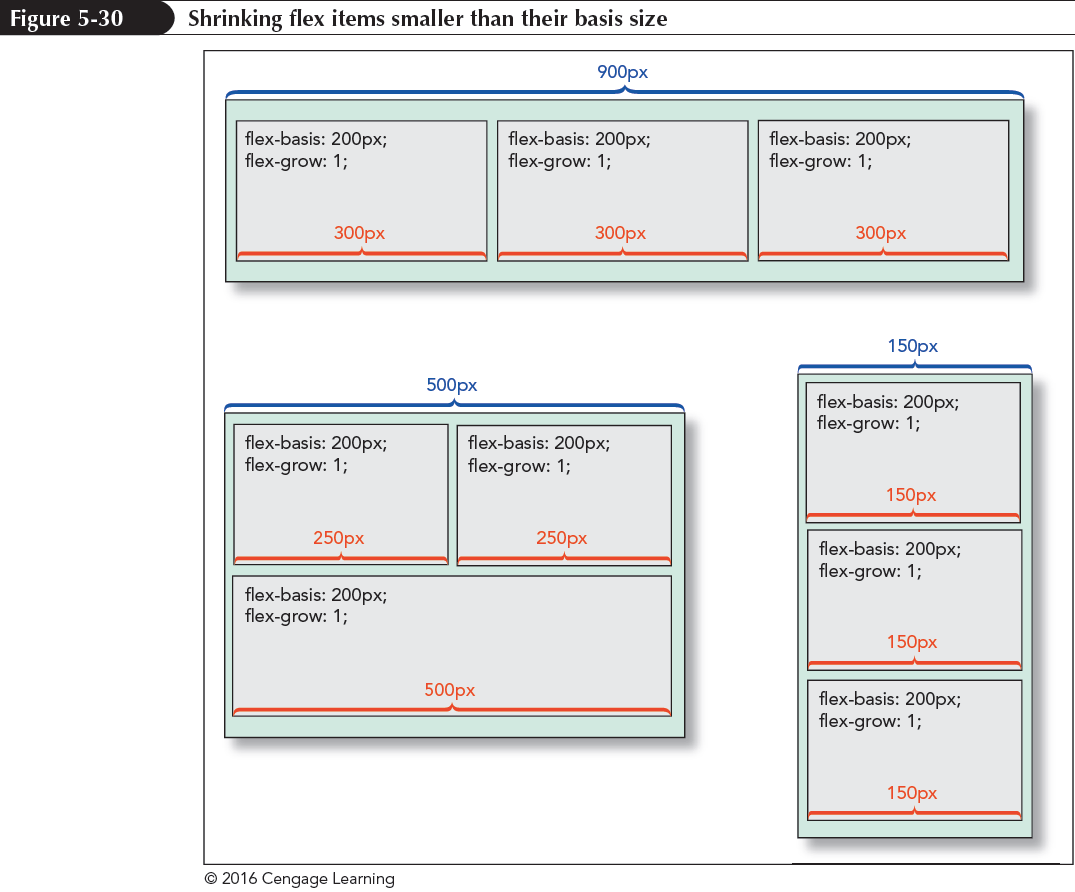 Figure 5-30 Shrinking flex items smaller than their basis size
900px
flex-basis: 200px;
flex-grow: 1;
300px
flex-basis: 200px;
flex-grow: 1;
300px
flex-basis: 200px;
flex-grow: 1;
300px
500px
flex-basis: 200px;
flex-grow: 1;
250px
flex-basis: 200px;
flex-grow: 1;
250px
flex-basis: 200px;
flex-grow: 1;
500px
150px
flex-basis: 200px;
flex-grow: 1;
150px
flex-basis: 200px;
flex-grow: 1;
150px
flex-basis: 200px;
flex-grow: 1;
150px
© 2016 Cengage Learning